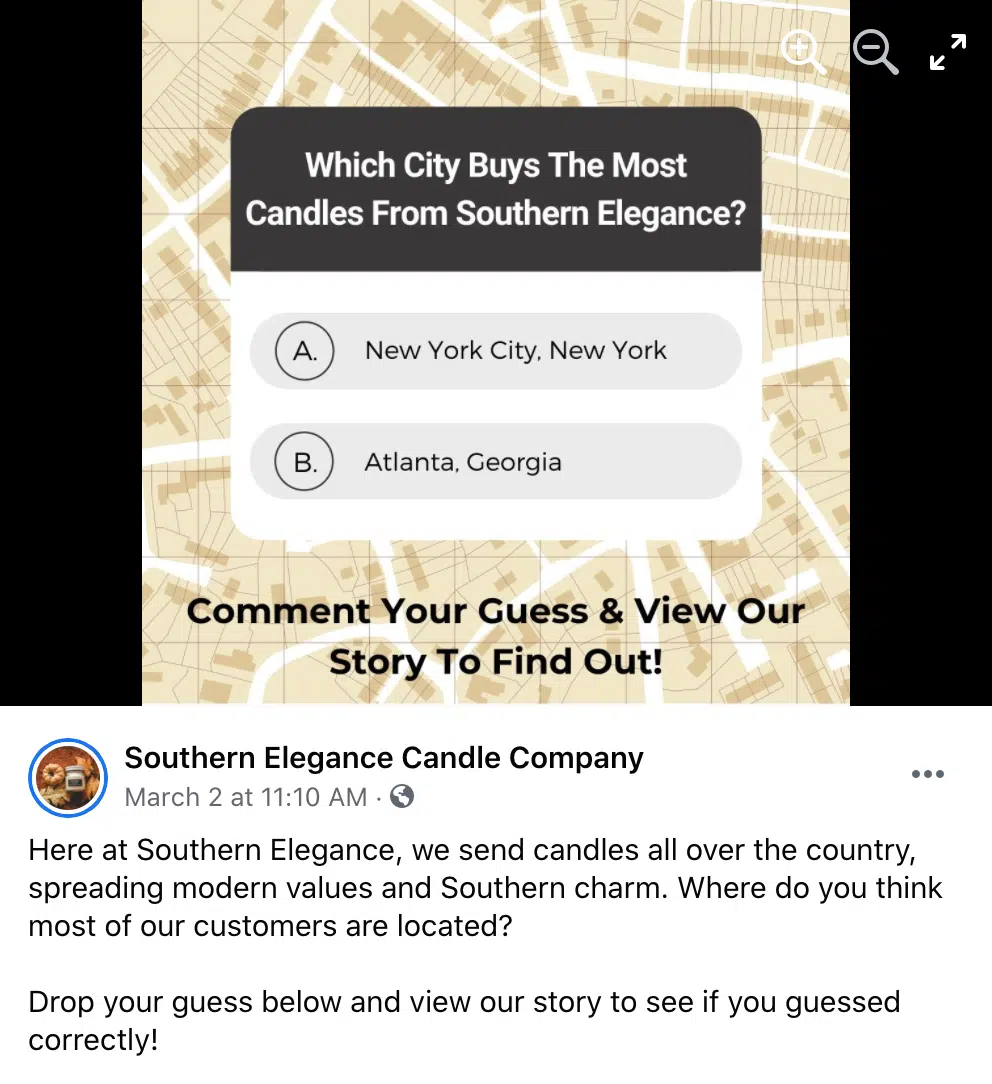 Which City Buys The Most
Candles From Southern Elegance?
A. New York City, New York
B. Atlanta, Georgia
Comment Your Guess & View Our
Story To Find Out!
Southern Elegance Candle Company
March 2 at 11:10 AM ·
Here at Southern Elegance, we send candles all over the country,
spreading modern values and Southern charm. Where do you think
most of our customers are located?
Drop your guess below and view our story to see if you guessed
correctly!